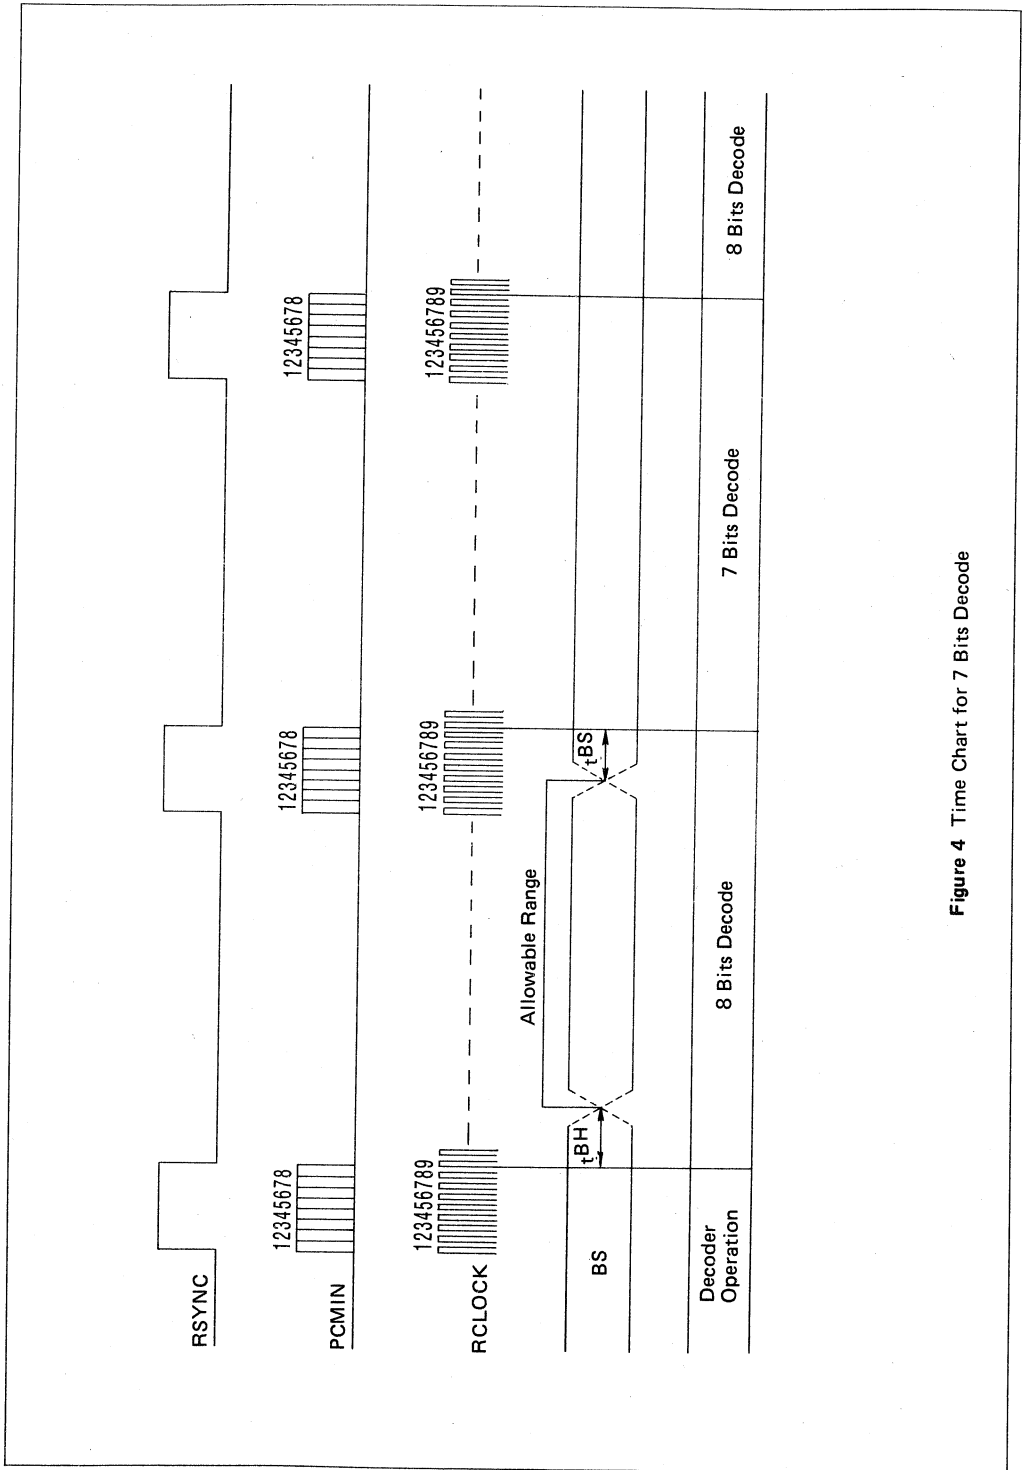 RSYNC
PCMIN
12345678
12345678
12345678
RCLOCK
123456789
123456789
123456789
Allowable Range
BS
tBH
tBS
Decoder
Operation
8 Bits Decode
7 Bits Decode
8 Bits Decode
Figure 4 Time Chart for 7 Bits Decode